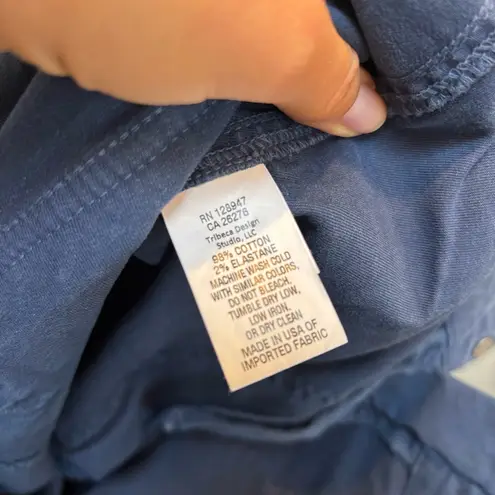 RN 128947
CA 26276
Tribeca Design
Studio, LLC
98% COTTON
2% ELASTANE
MACHINE WASH COLD
WITH SIMILAR COLORS,
DO NOT BLEACH,
TUMBLE DRY LOW,
LOW IRON,
OR DRY CLEAN
MADE IN USA OF
IMPORTED FABRIC